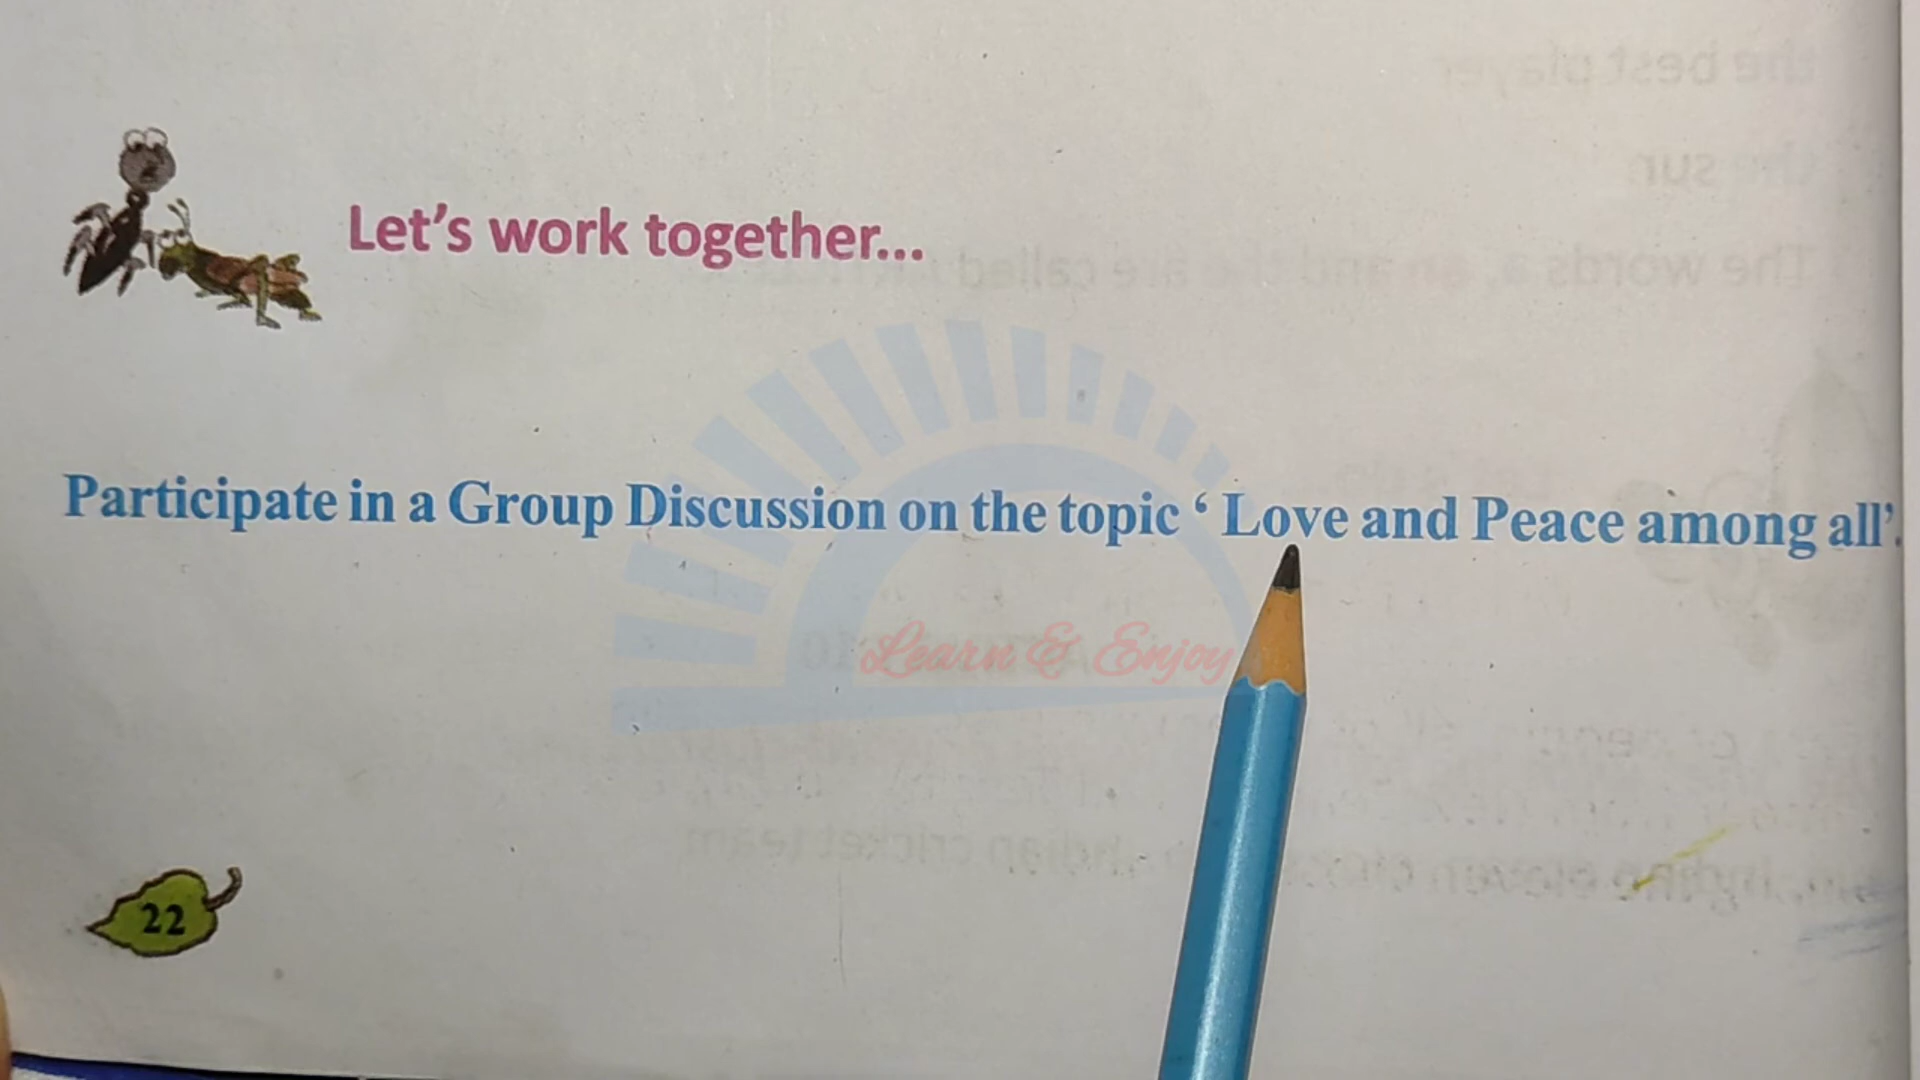 Let's work together...
Participate in a Group Discussion on the topic ‘ Love and Peace among all’.
Learn & Enjoy
22